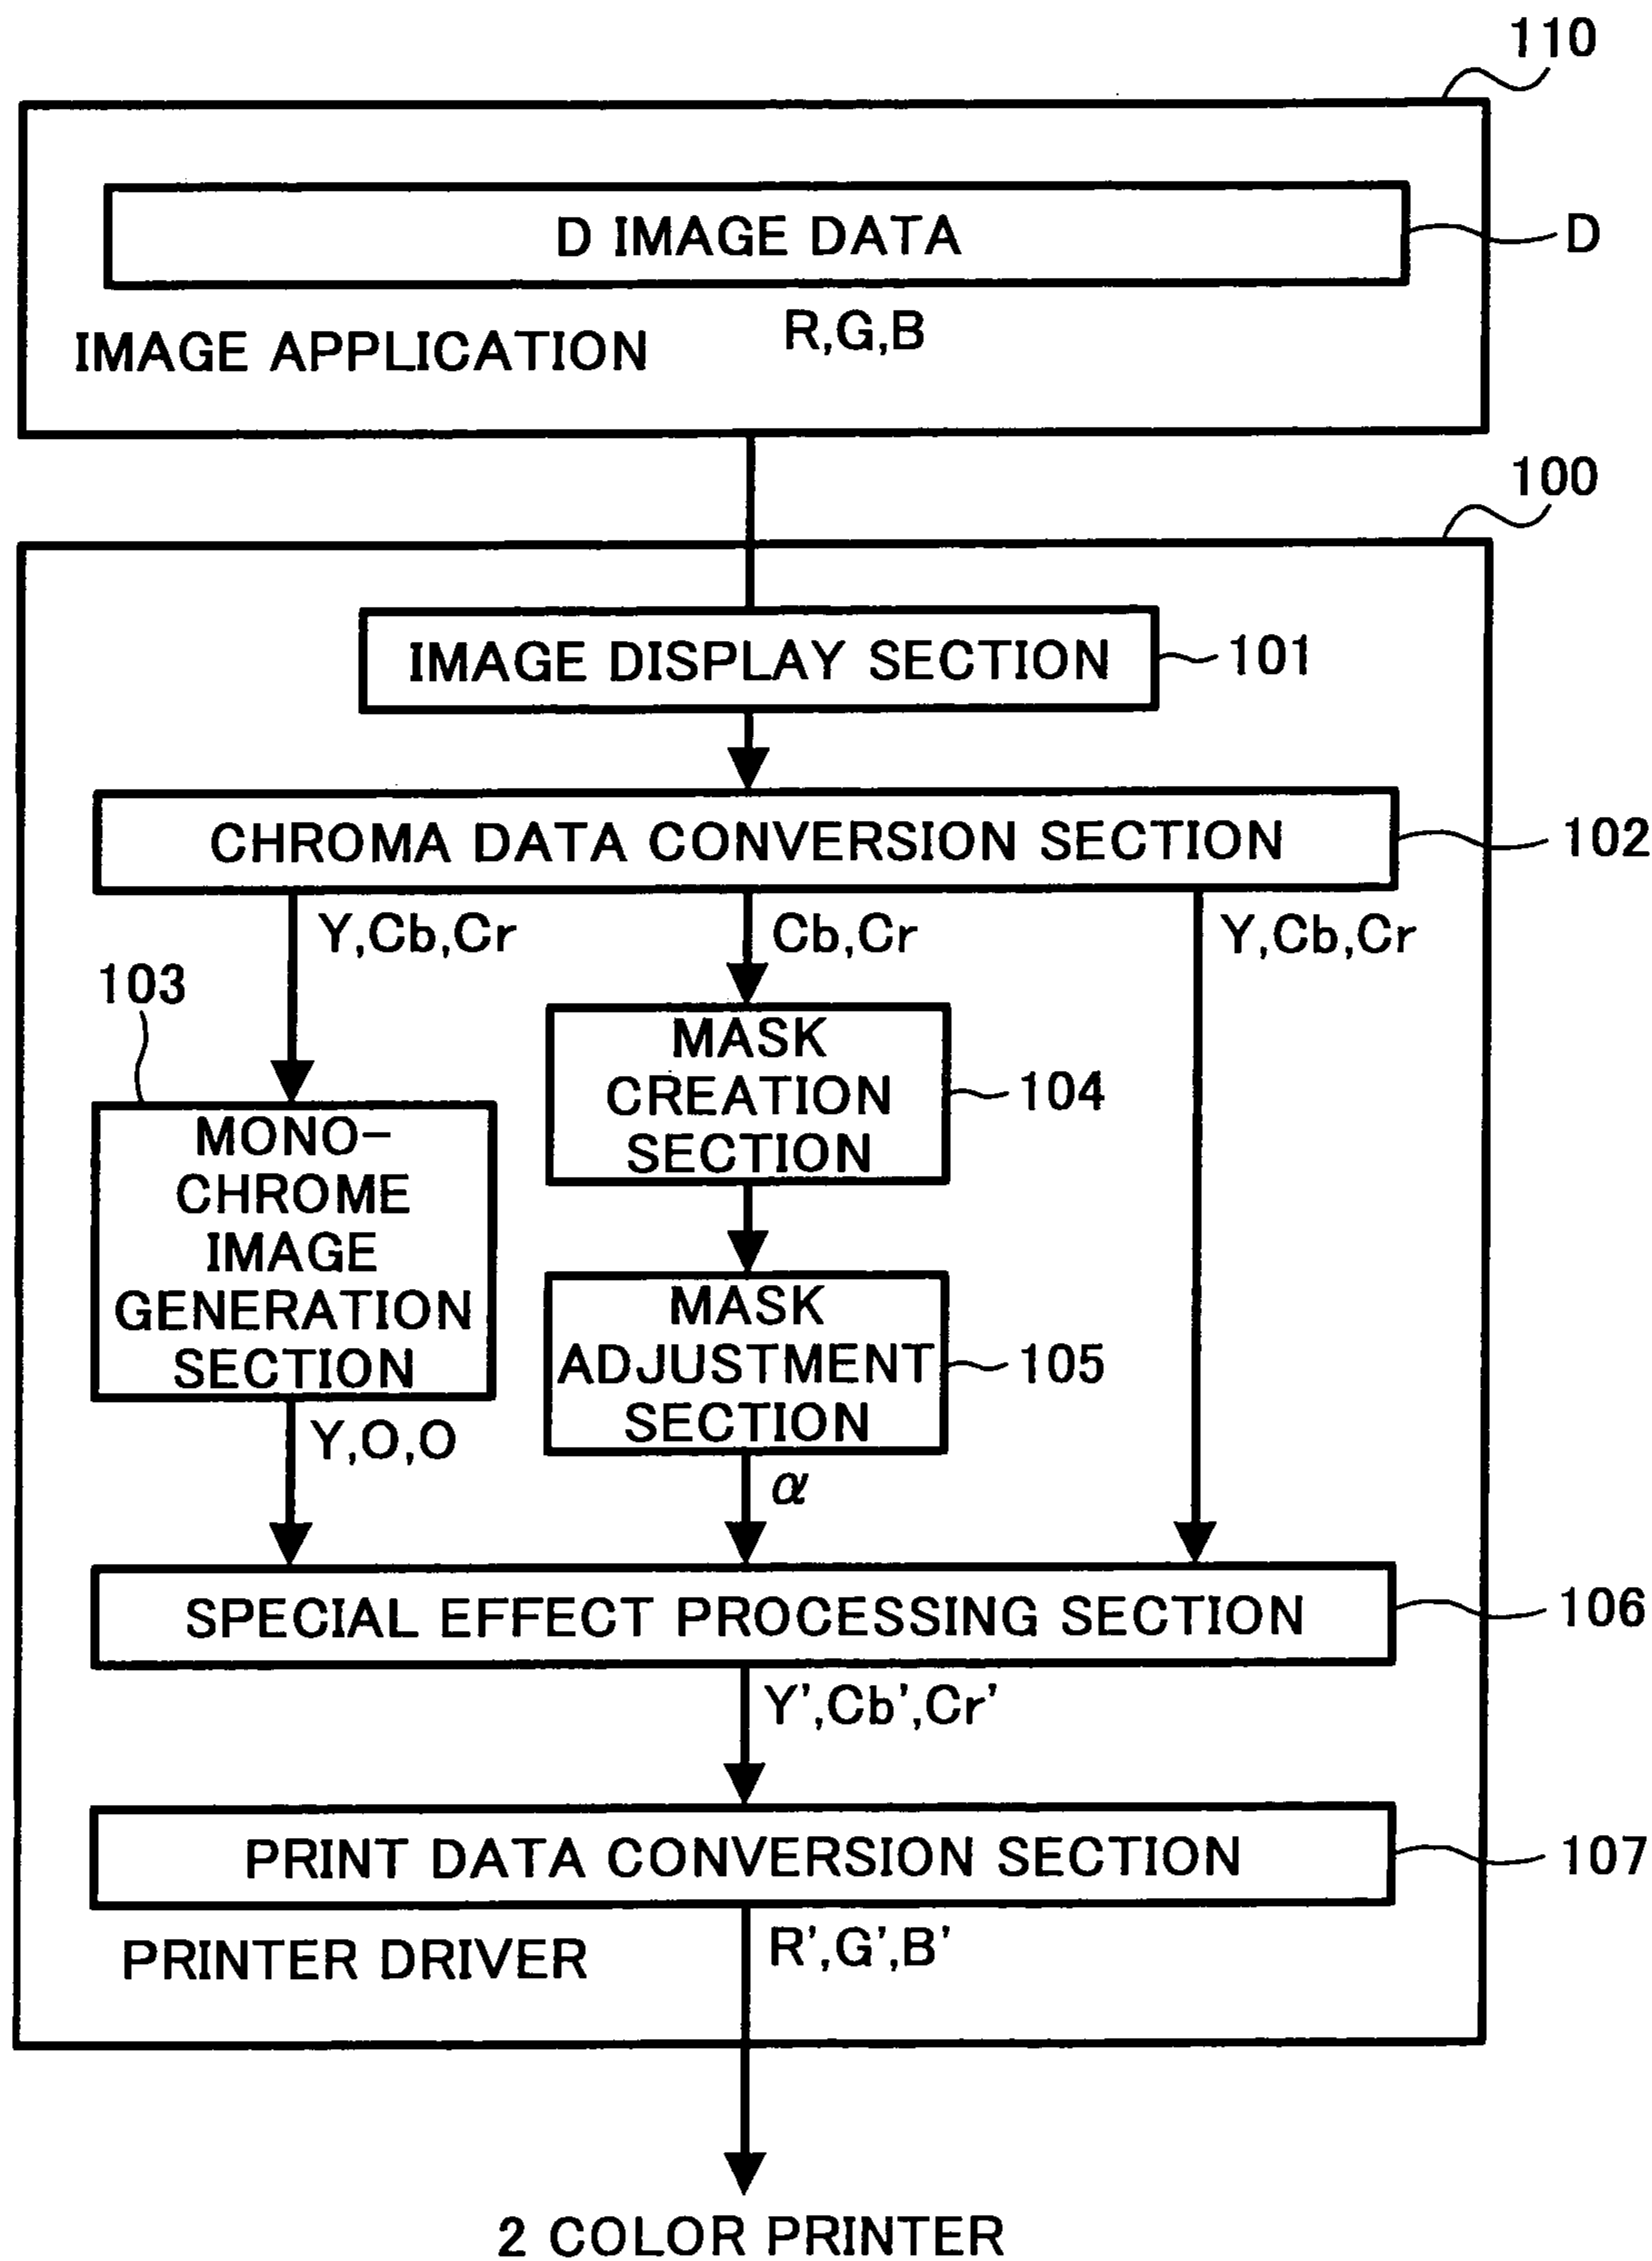 110
D IMAGE DATA
D
R,G,B
IMAGE APPLICATION
100
IMAGE DISPLAY SECTION
101
CHROMA DATA CONVERSION SECTION
102
Y,Cb,Cr
Cb,Cr
Y,Cb,Cr
103
MASK
CREATION
SECTION
104
MONO-
CHROME
IMAGE
GENERATION
SECTION
MASK
ADJUSTMENT
SECTION
105
Y,O,O
α
SPECIAL EFFECT PROCESSING SECTION
106
Y',Cb',Cr'
PRINT DATA CONVERSION SECTION
107
PRINTER DRIVER
R',G',B'
2 COLOR PRINTER